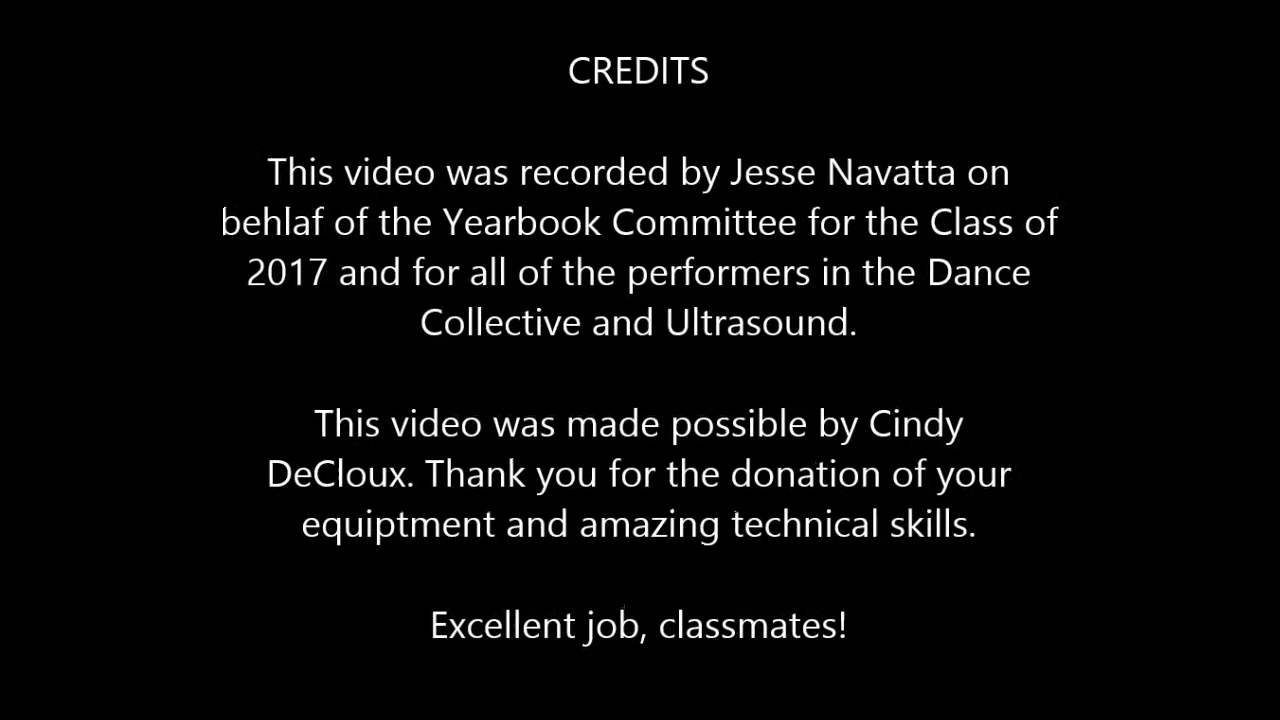 CREDITS
This video was recorded by Jesse Navatta on
behlaf of the Yearbook Committee for the Class of
2017 and for all of the performers in the Dance
Collective and Ultrasound.
This video was made possible by Cindy
DeCloux. Thank you for the donation of your
equiptment and amazing technical skills.
Excellent job, classmates!